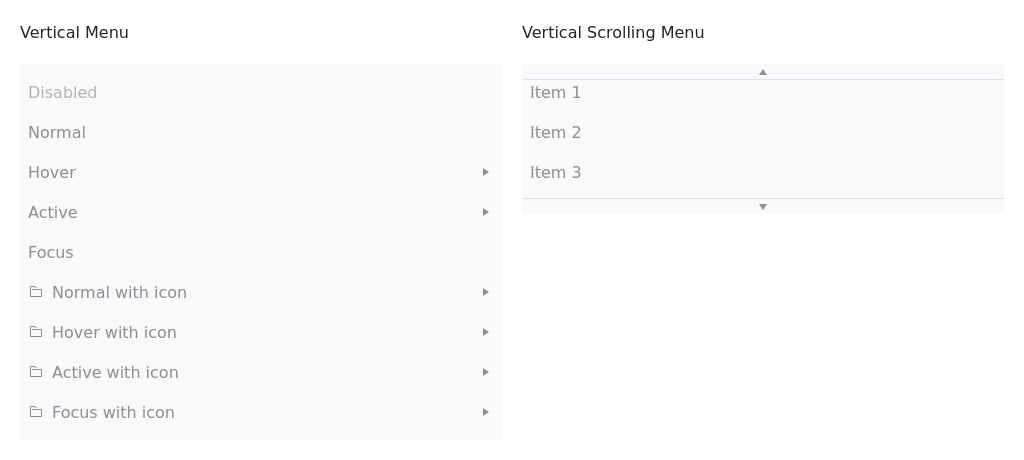 Vertical Menu
Disabled
Normal
Hover
Active
Focus
Normal with icon
Hover with icon
Active with icon
Focus with icon
Vertical Scrolling Menu
Item 1
Item 2
Item 3